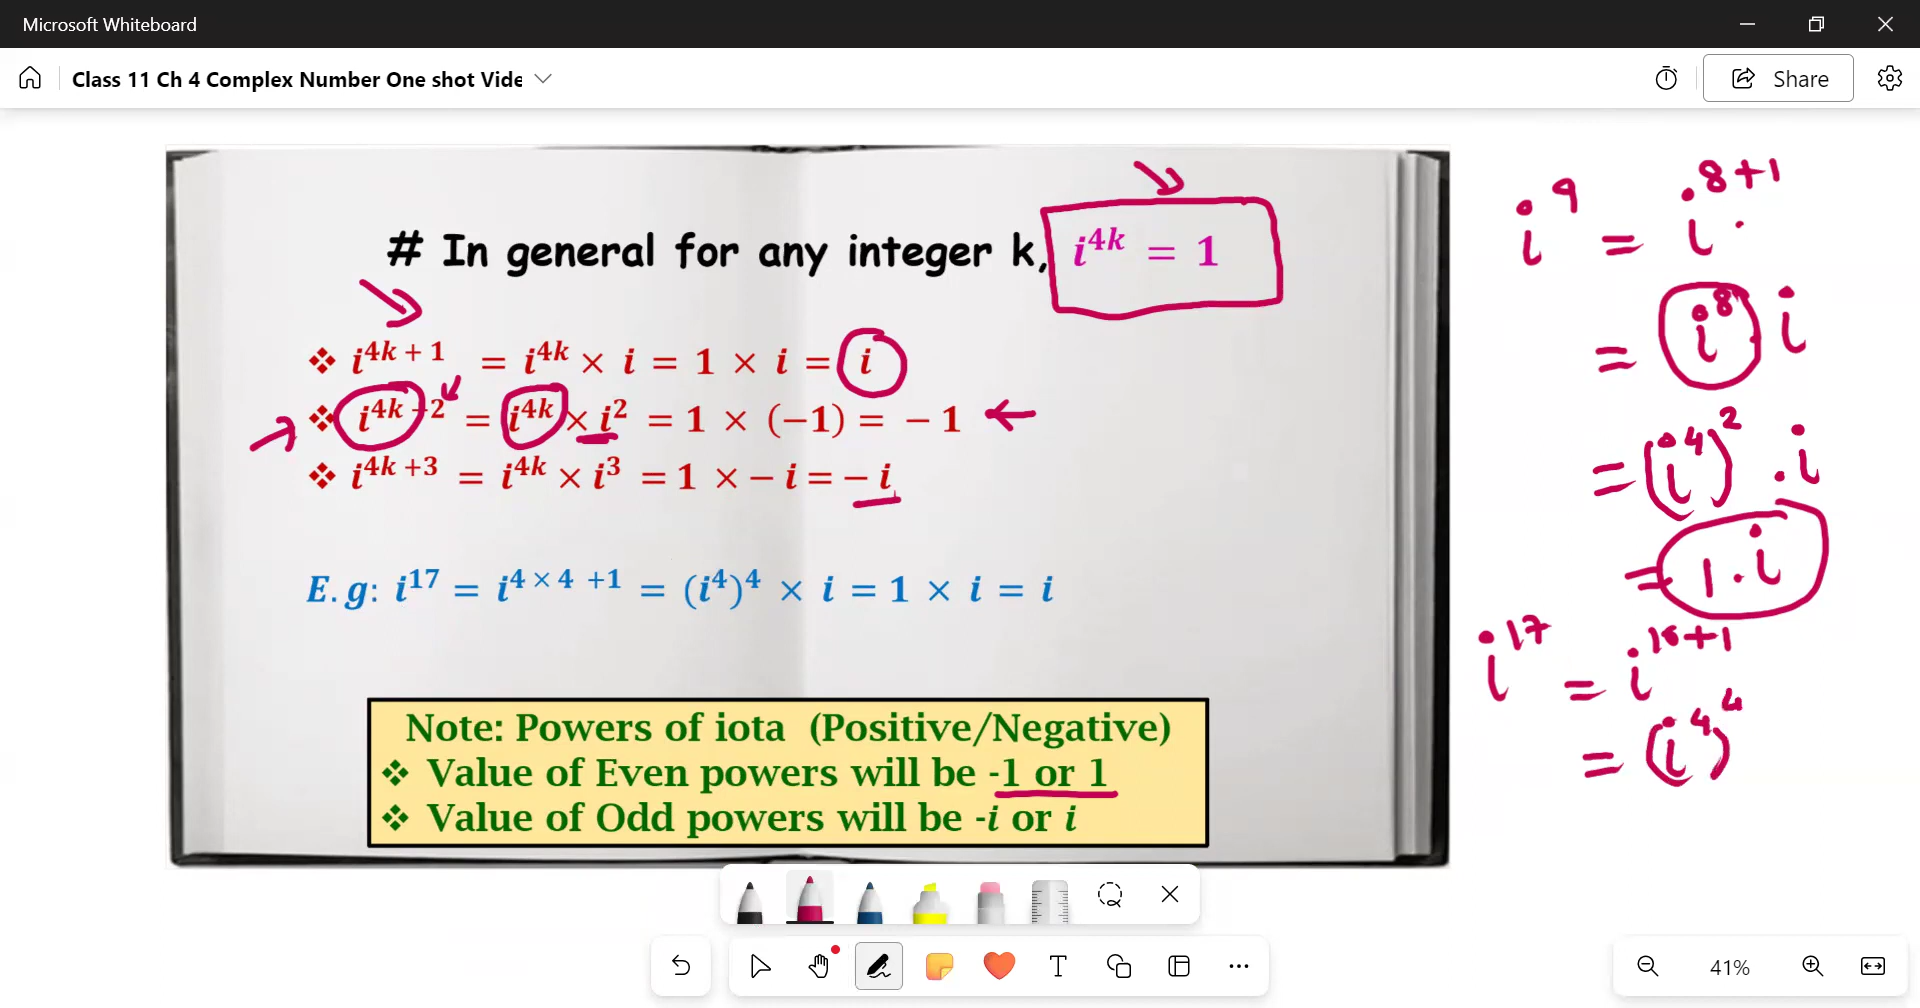 Microsoft Whiteboard
Class 11 Ch 4 Complex Number One shot Vide
Share
# In general for any integer k, i^{4k} = 1
❖ i^{4k + 1} = i^{4k} × i = 1 × i = i
❖ i^{4k +2} = i^{4k} × i^2 = 1 × (−1) = − 1
❖ i^{4k +3} = i^{4k} × i^3 = 1 × − i = − i
E.g: i^{17} = i^{4 × 4 +1} = (i^4)^4 × i = 1 × i = i
Note: Powers of iota (Positive/Negative)
❖ Value of Even powers will be -1 or 1
❖ Value of Odd powers will be -i or i
i^9 = i^{8+1}
= i^8 . i
= (i^4)^2 . i
= 1 . i
i^{17} = i^{16+1}
= (i^4)^4
41%